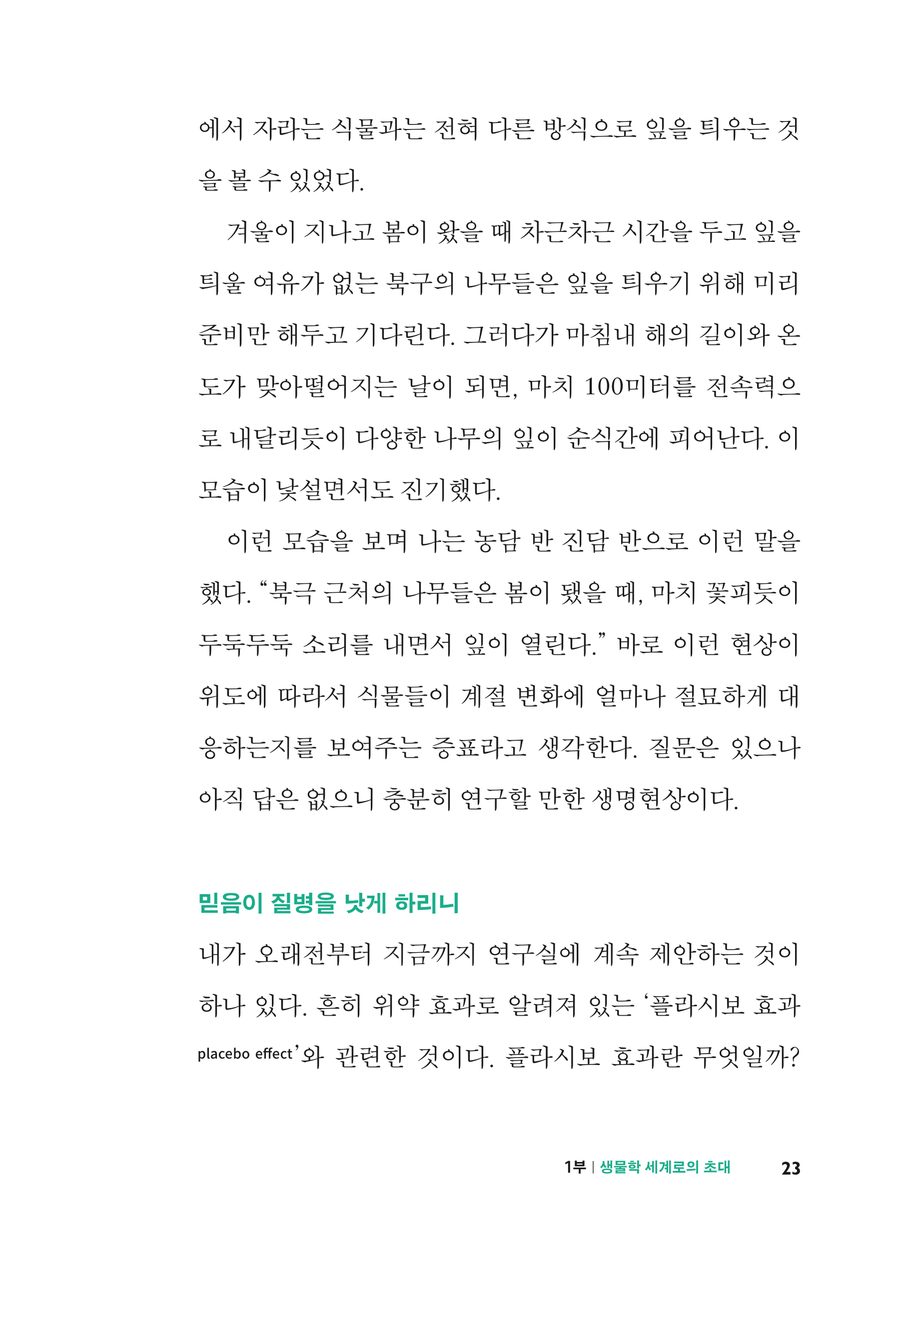 에서 자라는 식물과는 전혀 다른 방식으로 잎을 틔우는 것
을 볼 수 있었다.
겨울이 지나고 봄이 왔을 때 차근차근 시간을 두고 잎을
틔울 여유가 없는 북구의 나무들은 잎을 틔우기 위해 미리
준비만 해두고 기다린다. 그러다가 마침내 해의 길이와 온
도가 맞아떨어지는 날이 되면, 마치 100미터를 전속력으
로 내달리듯이 다양한 나무의 잎이 순식간에 피어난다. 이
모습이 낯설면서도 진기했다.
이런 모습을 보며 나는 농담 반 진담 반으로 이런 말을
했다. “북극 근처의 나무들은 봄이 됐을 때, 마치 꽃피듯이
두둑두둑 소리를 내면서 잎이 열린다.” 바로 이런 현상이
위도에 따라서 식물들이 계절 변화에 얼마나 절묘하게 대
응하는지를 보여주는 증표라고 생각한다. 질문은 있으나
아직 답은 없으니 충분히 연구할 만한 생명현상이다.
믿음이 질병을 낫게 하리니
내가 오래전부터 지금까지 연구실에 계속 제안하는 것이
하나 있다. 흔히 위약 효과로 알려져 있는 ‘플라시보 효과
placebo effect’와 관련한 것이다. 플라시보 효과란 무엇일까?
1부 | 생물학 세계로의 초대 23